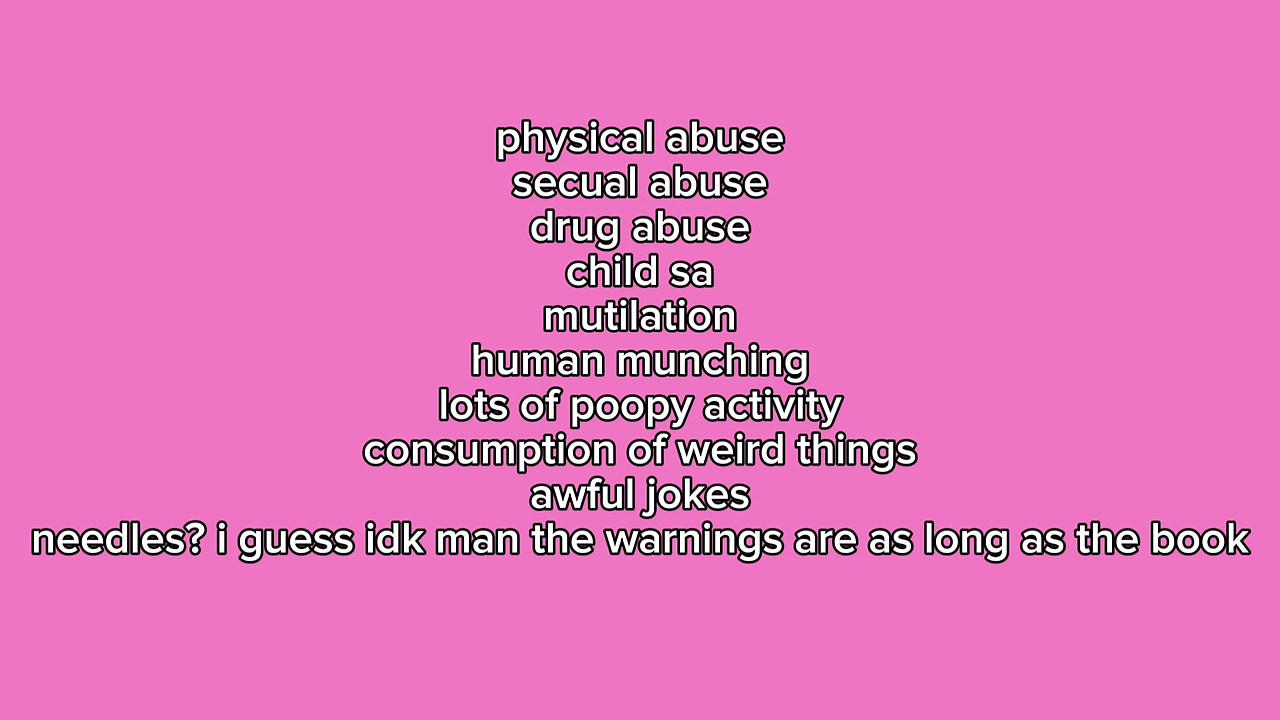 physical abuse
secual abuse
drug abuse
child sa
mutilation
human munching
lots of poopy activity
consumption of weird things
awful jokes
needles? i guess idk man the warnings are as long as the book